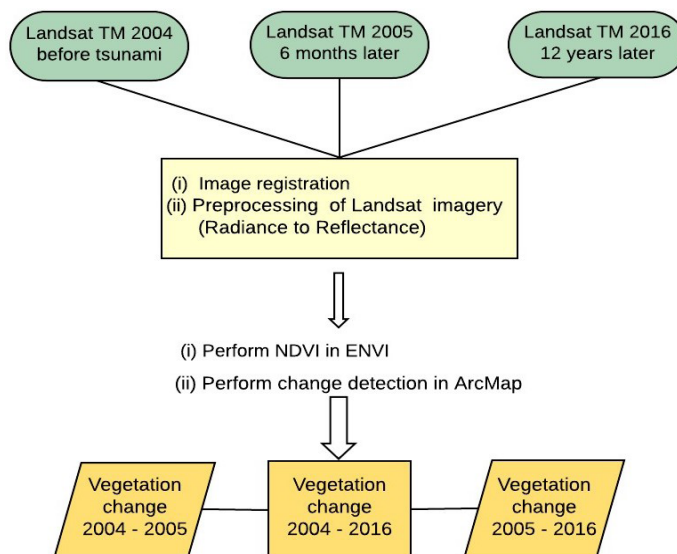 Landsat TM 2004
before tsunami
Landsat TM 2005
6 months later
Landsat TM 2016
12 years later
(i) Image registration
(ii) Preprocessing of Landsat imagery
(Radiance to Reflectance)
(i) Perform NDVI in ENVI
(ii) Perform change detection in ArcMap
Vegetation
change
2004 - 2005
Vegetation
change
2004 - 2016
Vegetation
change
2005 - 2016